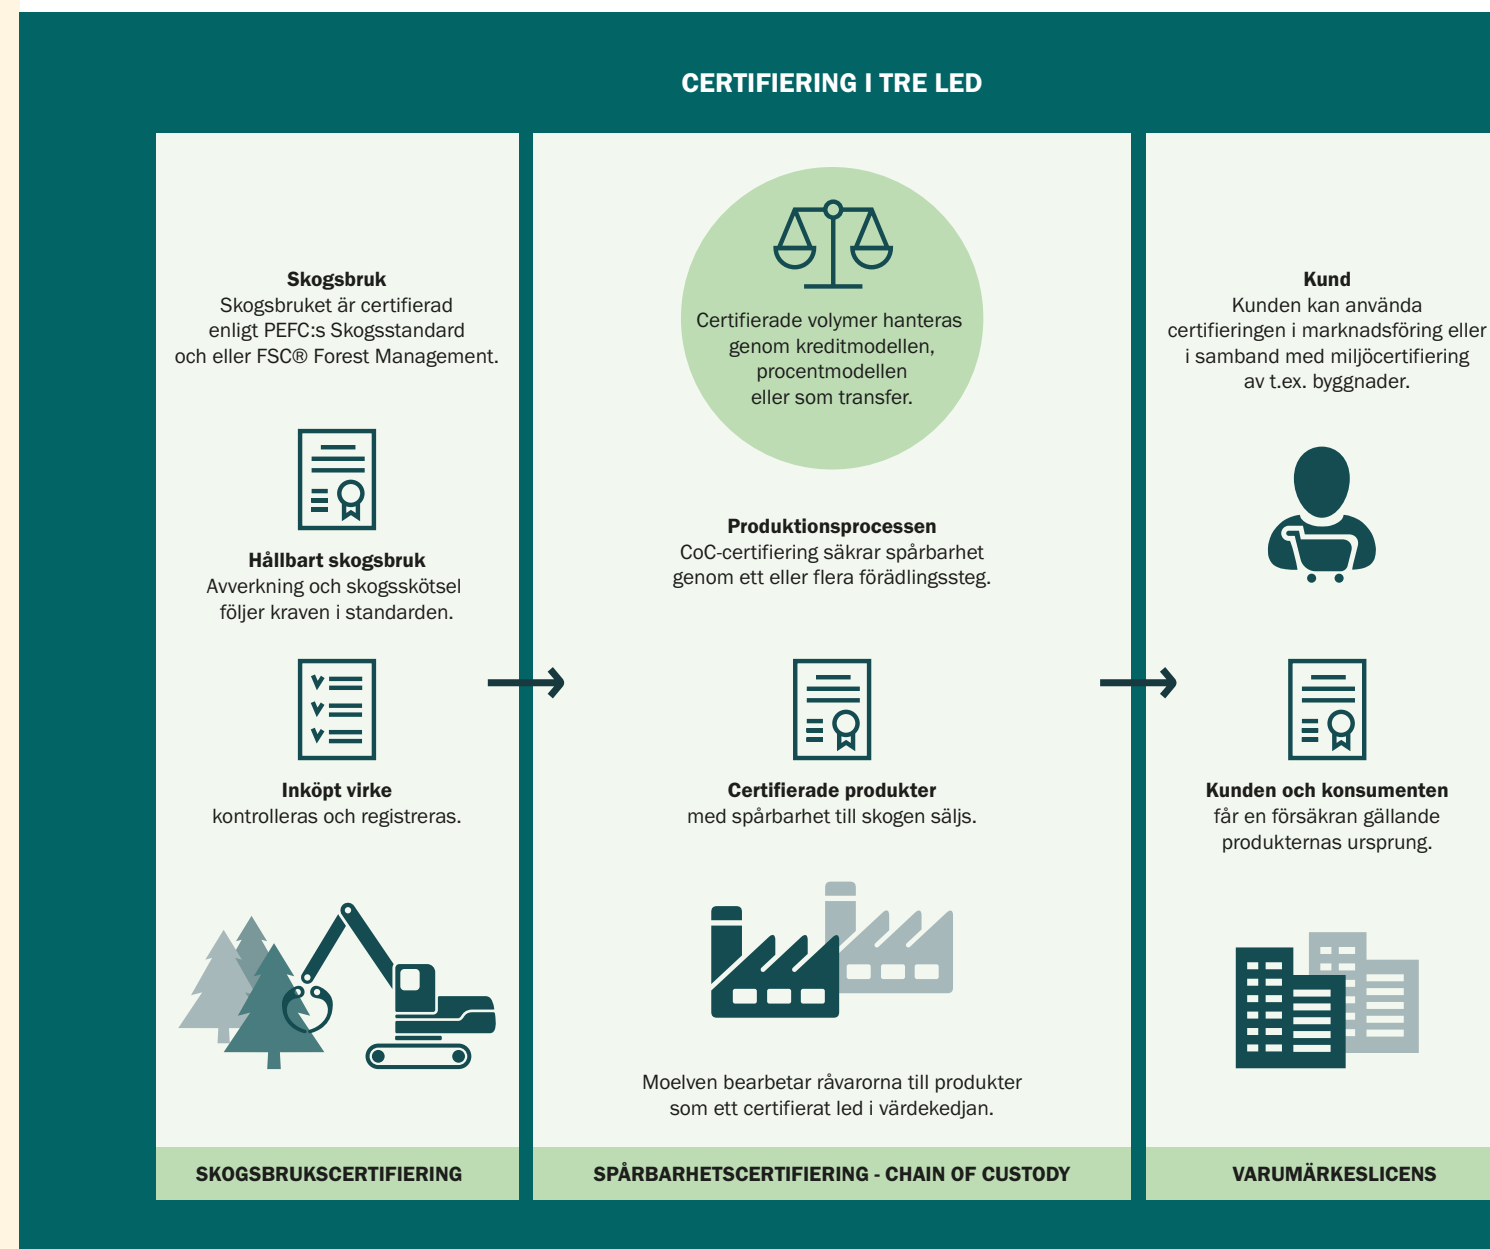 CERTIFIERING I TRE LED
Skogsbruk
Skogsbruket är certifierad
enligt PEFC:s Skogsstandard
och eller FSC® Forest Management.
Hållbart skogsbruk
Avverkning och skogsskötsel
följer kraven i standarden.
Inköpt virke
kontrolleras och registreras.
SKOGSBRUKSCERTIFIERING
Certifierade volymer hanteras
genom kreditmodellen,
procentmodellen
eller som transfer.
Produktionsprocessen
CoC-certifiering säkrar spårbarhet
genom ett eller flera förädlingssteg.
Certifierade produkter
med spårbarhet till skogen säljs.
Moelven bearbetar råvarorna till produkter
som ett certifierat led i värdekedjan.
SPÅRBARHETSCERTIFIERING - CHAIN OF CUSTODY
Kund
Kunden kan använda
certifieringen i marknadsföring eller
i samband med miljöcertifiering
av t.ex. byggnader.
Kunden och konsumenten
får en försäkran gällande
produkternas ursprung.
VARUMÄRKESLICENS